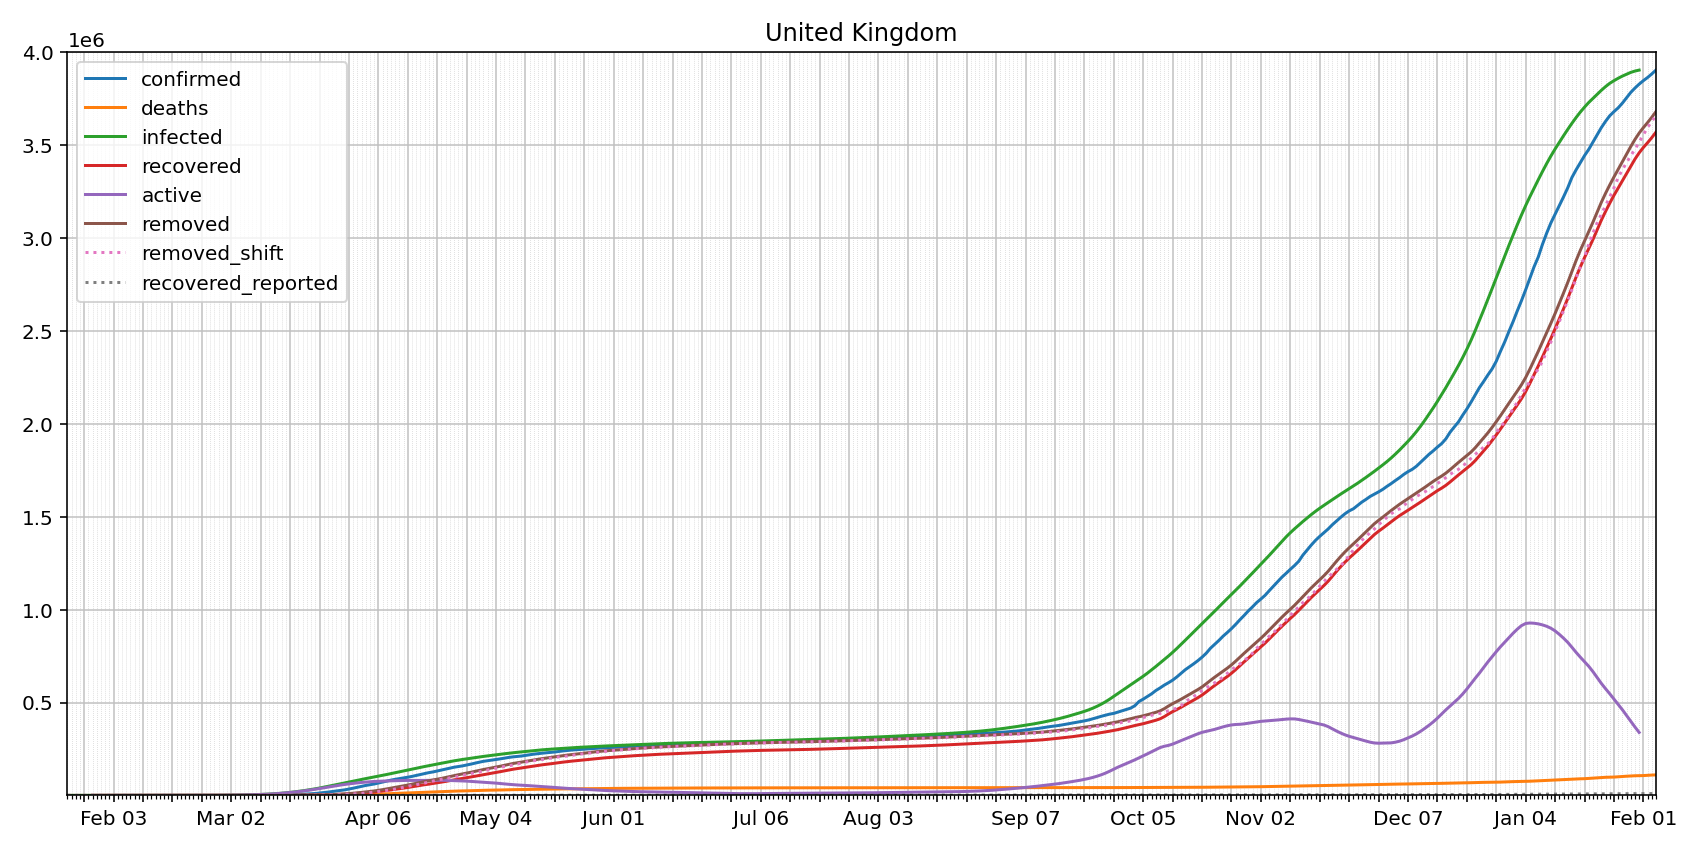 United Kingdom
1e6
4.0
3.5
3.0
2.5
2.0
1.5
1.0
0.5
confirmed
deaths
infected
recovered
active
removed
removed_shift
recovered_reported
Feb 03 Mar 02 Apr 06 May 04 Jun 01 Jul 06 Aug 03 Sep 07 Oct 05 Nov 02 Dec 07 Jan 04 Feb 01